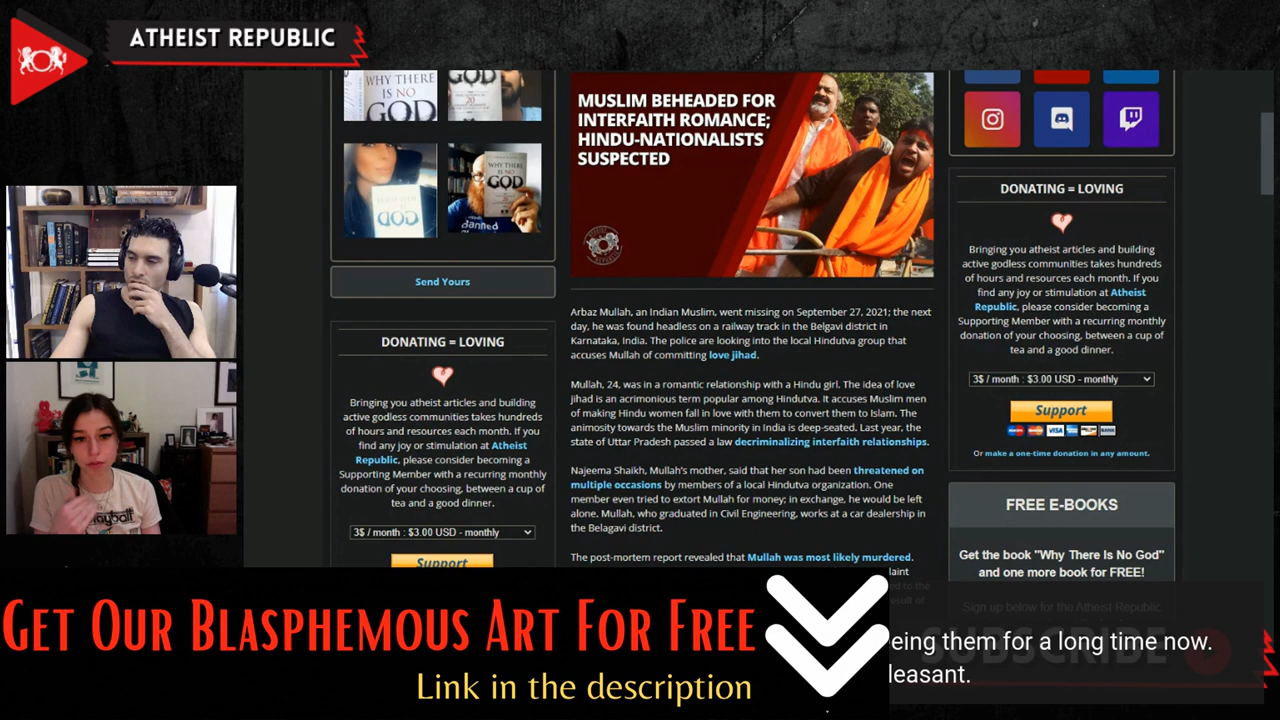 ATHEIST REPUBLIC
WHY THERE
IS NO
GOD
GOD
20
WHY THERE
IS NO
GOD
GOD
Banned
Send Yours
DONATING = LOVING
Bringing you atheist articles and building
active godless communities takes hundreds
of hours and resources each month. If you
find any joy or stimulation at Atheist
Republic, please consider becoming a
Supporting Member with a recurring monthly
donation of your choosing, between a cup of
tea and a good dinner.
3$ / month : $3.00 USD - monthly
Support
MUSLIM BEHEADED FOR
INTERFAITH ROMANCE;
HINDU-NATIONALISTS
SUSPECTED
Arbaz Mullah, an Indian Muslim, went missing on September 27, 2021; the next
day, he was found headless on a railway track in the Belgavi district in
Karnataka, India. The police are looking into the local Hindutva group that
accuses Mullah of committing love jihad.
Mullah, 24, was in a romantic relationship with a Hindu girl. The idea of love
jihad is an acrimonious term popular among Hindutva. It accuses Muslim men
of making Hindu women fall in love with them to convert them to Islam. The
animosity towards the Muslim minority in India is deep-seated. Last year, the
state of Uttar Pradesh passed a law decriminalizing interfaith relationships.
Najeema Shaikh, Mullah's mother, said that her son had been threatened on
multiple occasions by members of a local Hindutva organization. One
member even tried to extort Mullah for money; in exchange, he would be left
alone. Mullah, who graduated in Civil Engineering, works at a car dealership in
the Belagavi district.
The post-mortem report revealed that Mullah was most likely murdered.
laint
ed to the
esult of
DONATING = LOVING
Bringing you atheist articles and building
active godless communities takes hundreds
of hours and resources each month. If you
find any joy or stimulation at Atheist
Republic, please consider becoming a
Supporting Member with a recurring monthly
donation of your choosing, between a cup of
tea and a good dinner.
3$ / month : $3.00 USD - monthly
Support
VISA
BANK
Or make a one-time donation in any amount.
FREE E-BOOKS
Get the book "Why There Is No God"
and one more book for FREE!
Sign up below for the Atheist Republic
SUBSCRIBE
eing them for a long time now.
leasant.
GET OUR BLASPHEMOUS ART FOR FREE
Link in the description